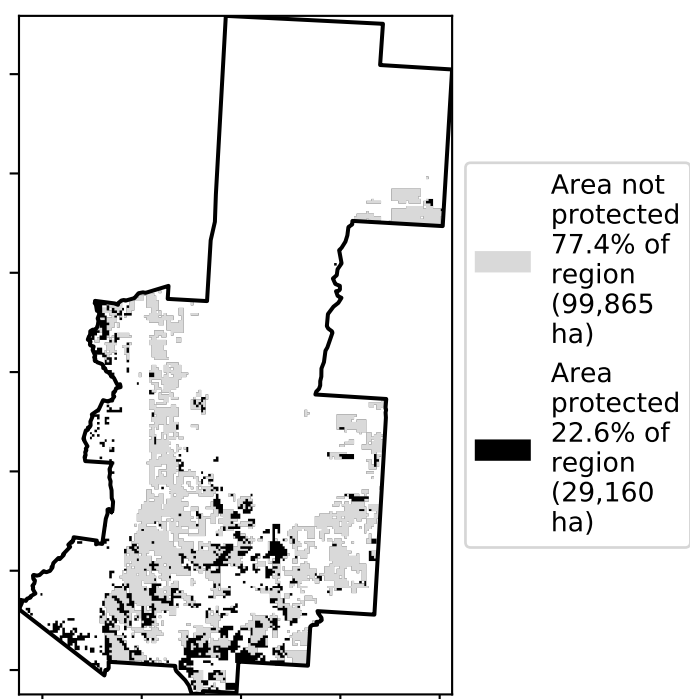 Area not
protected
77.4% of
region
(99,865
ha)
Area
protected
22.6% of
region
(29,160
ha)